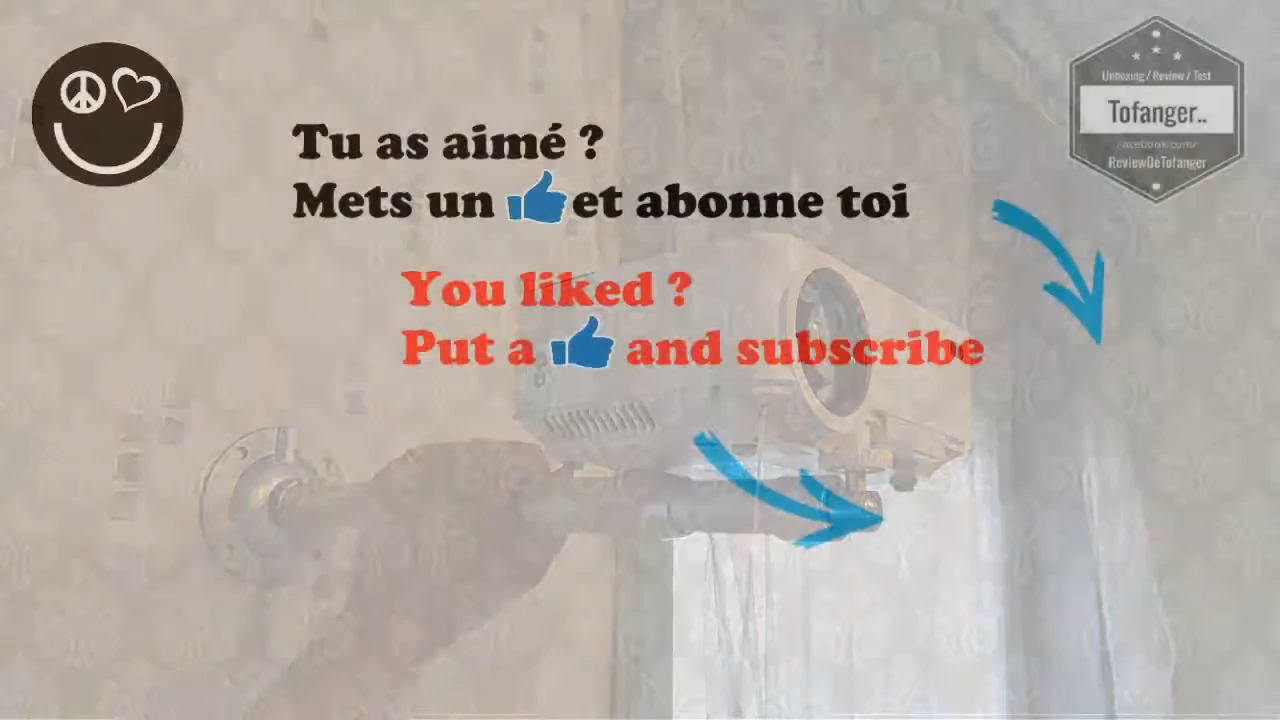 Tu as aimé ?
Mets un et abonne toi
You liked ?
Put a and subscribe
Unboxing / Review / Test
Tofanger..
facebook.com/
ReviewDeTofanger